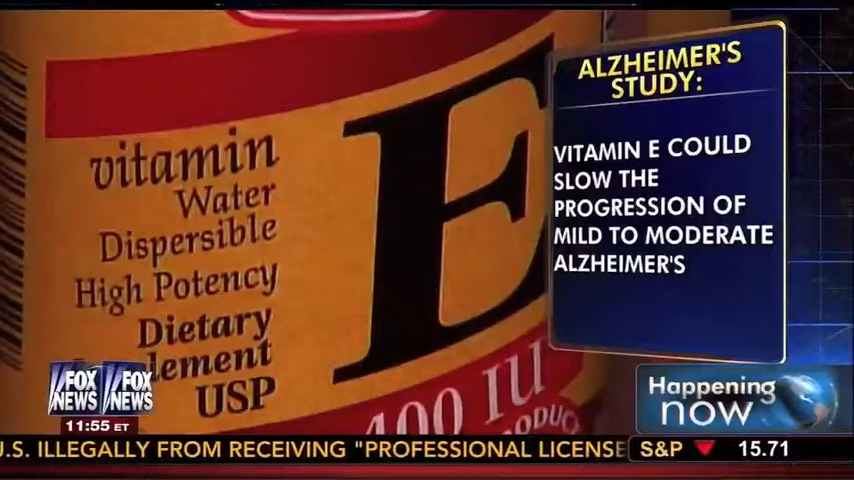 vitamin
Water
Dispersible
High Potency
Dietary
lement
USP
E
400 IU
ALZHEIMER'S
STUDY:
VITAMIN E COULD
SLOW THE
PROGRESSION OF
MILD TO MODERATE
ALZHEIMER'S
FOX NEWS
FOX NEWS
11:55 ET
Happening
now
U.S. ILLEGALLY FROM RECEIVING "PROFESSIONAL LICENSE
S&P 15.71